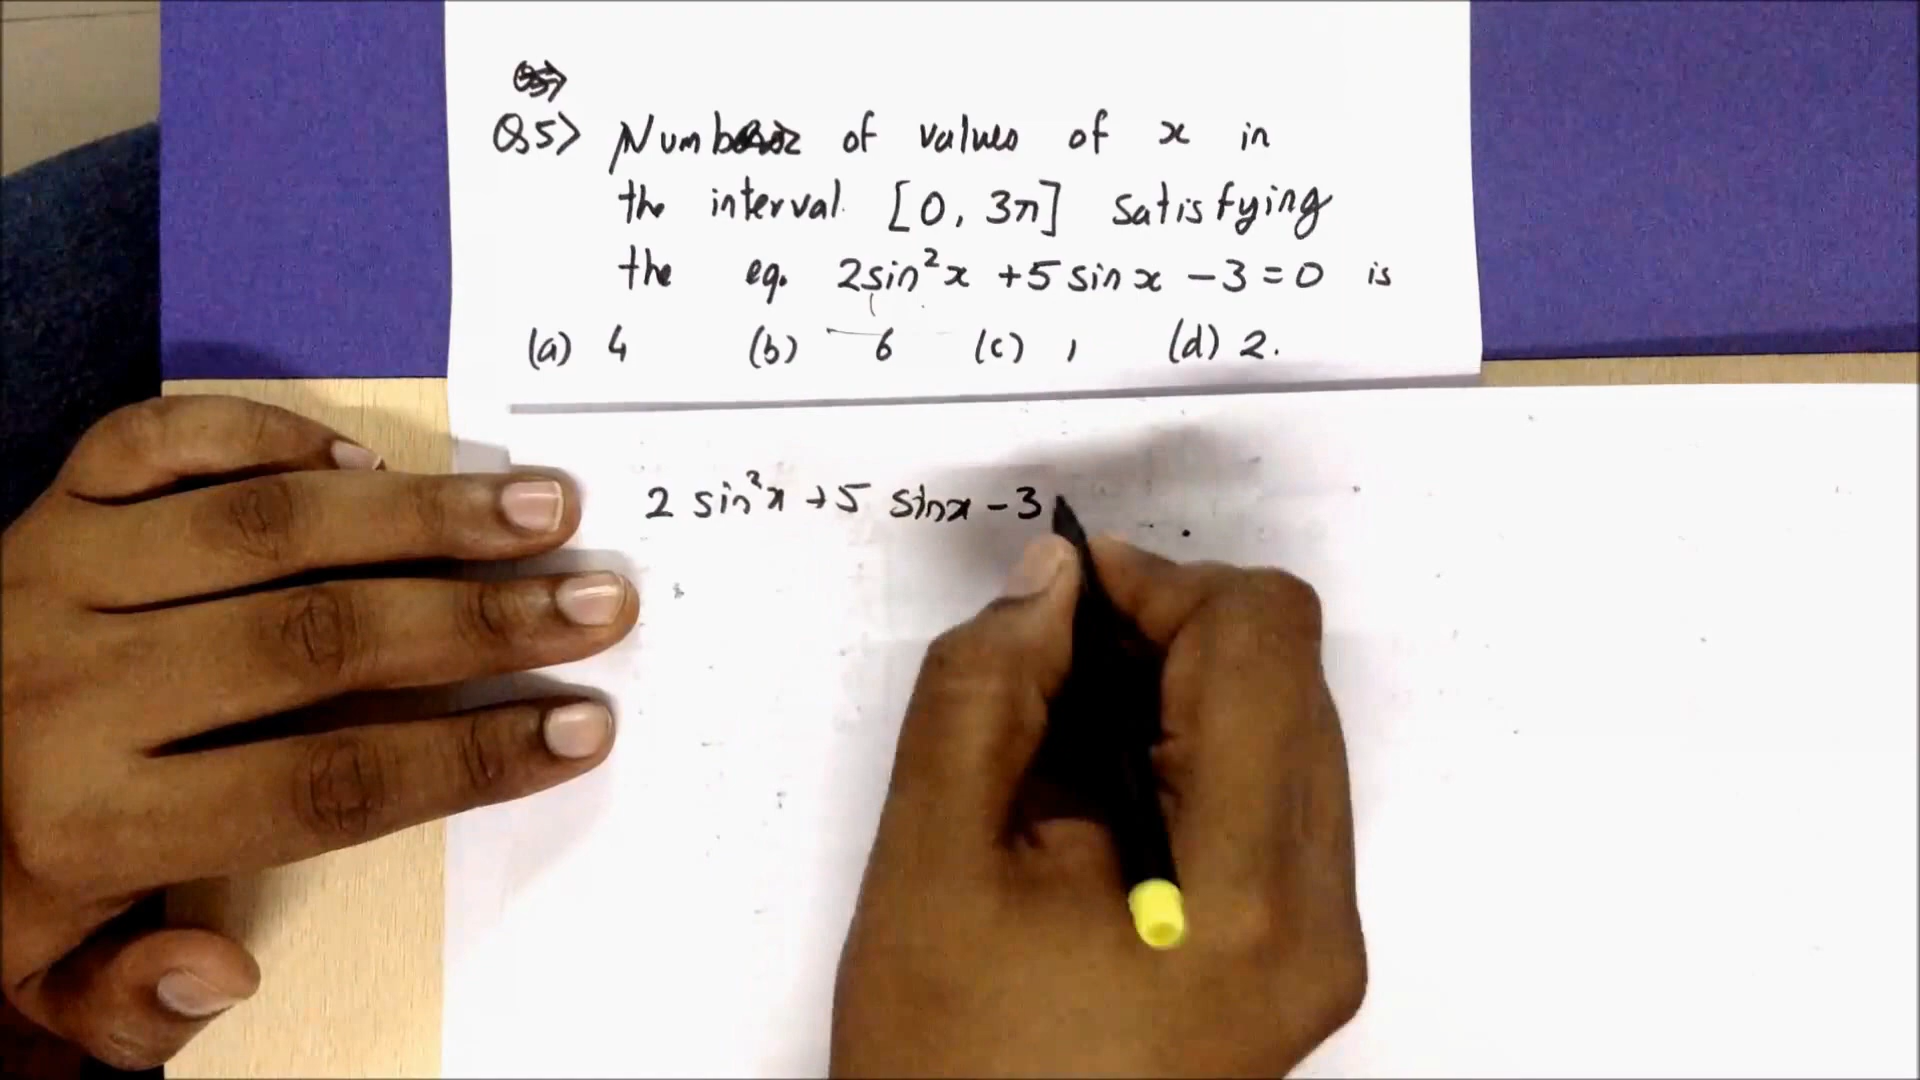 Q5> Number of values of x in
the interval [0, 3π] satisfying
the eq. 2sin²x +5 sin x -3 = 0 is
(a) 4 (b) 6 (c) 1 (d) 2.
2 sin²x +5 sinx - 3